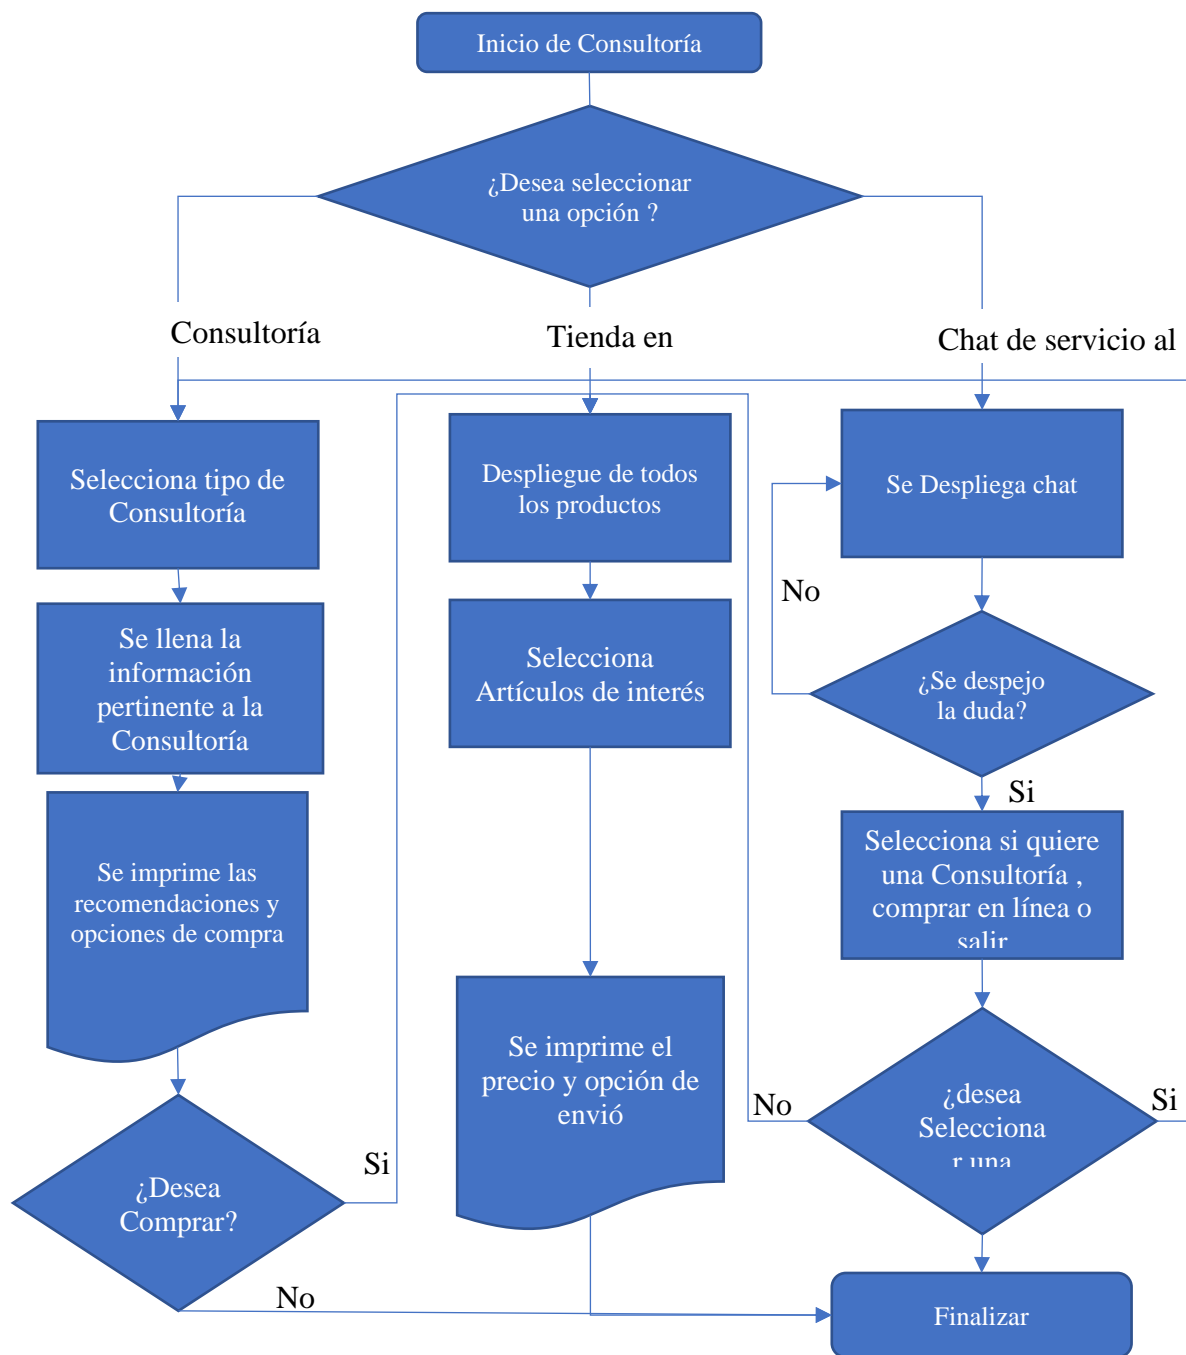 Inicio de Consultoría
¿Desea seleccionar
una opción ?
Consultoría
Tienda en
Chat de servicio al
Selecciona tipo de
Consultoría
Despliegue de todos
los productos
Se Despliega chat
No
Se llena la
información
pertinente a la
Consultoría
Selecciona
Artículos de interés
¿Se despejo
la duda?
Si
Se imprime las
recomendaciones y
opciones de compra
Selecciona si quiere
una Consultoría ,
comprar en línea o
salir
Se imprime el
precio y opción de
envió
No
¿desea
Selecciona
r una
Si
¿Desea
Comprar?
Si
No
Finalizar